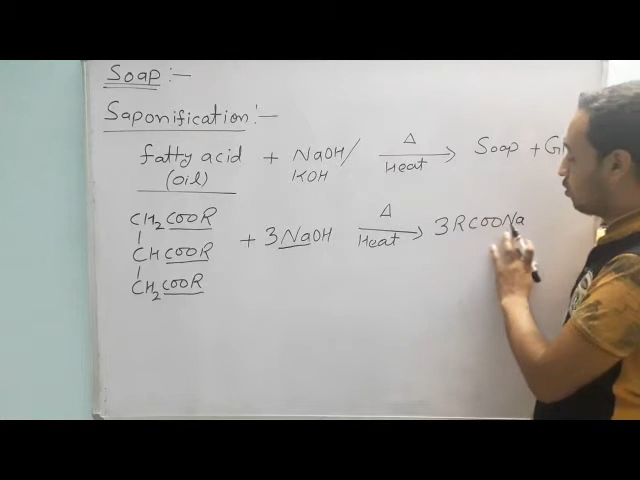 Soap:-
Saponification:-
fatty acid + NaOH/ Δ Soap +
(oil) KOH Heat
CH2COOR
CHCOOR + 3NaOH Δ 3RCOONa
Heat
CH2COOR